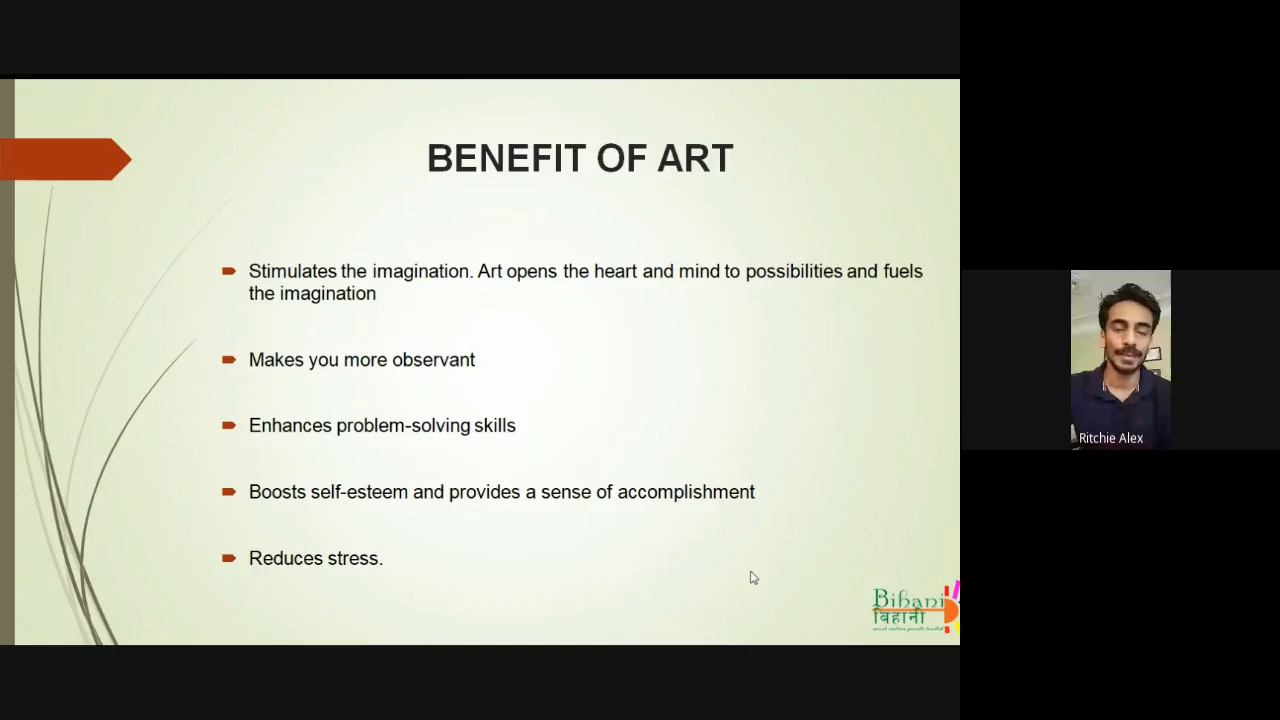 BENEFIT OF ART
Stimulates the imagination. Art opens the heart and mind to possibilities and fuels
the imagination
Makes you more observant
Enhances problem-solving skills
Boosts self-esteem and provides a sense of accomplishment
Reduces stress.
Bihani
बिहानी
Ritchie Alex